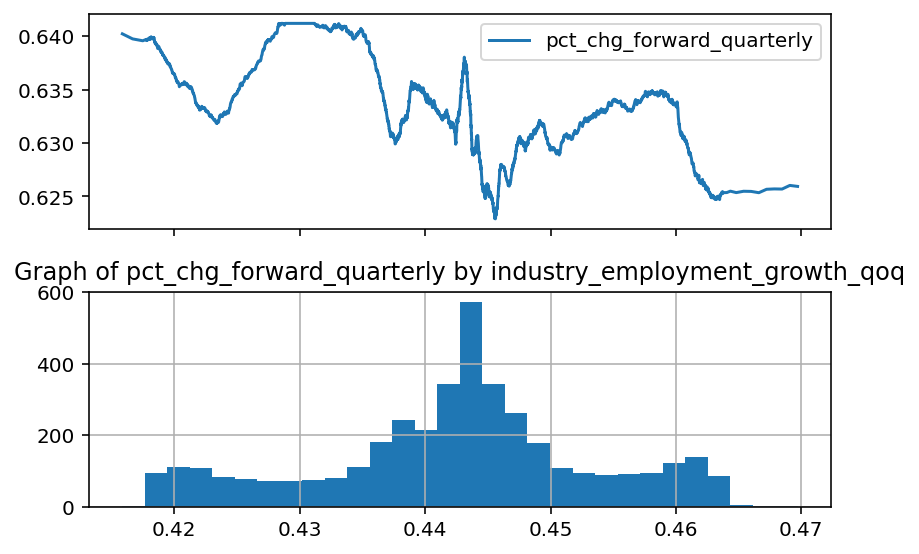 0.640
pct_chg_forward_quarterly
0.635
0.630
0.625
Graph of pct_chg_forward_quarterly by industry_employment_growth_qoq
600
400
200
0
0.42 0.43 0.44 0.45 0.46 0.47